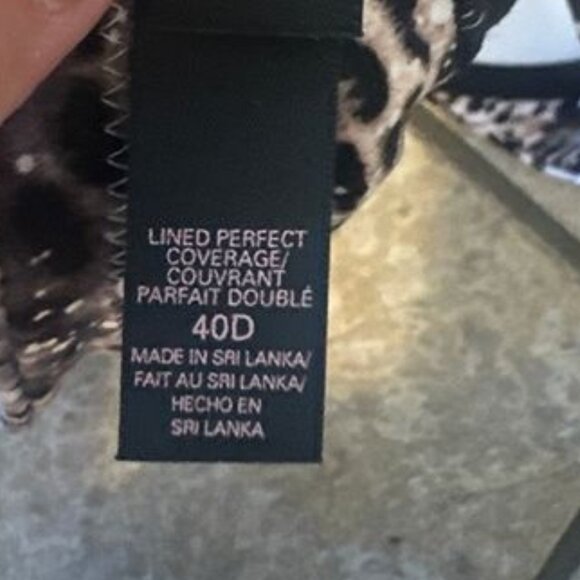 LINED PERFECT
COVERAGE/
COUVRANT
PARFAIT DOUBLÉ
40D
MADE IN SRI LANKA/
FAIT AU SRI LANKA/
HECHO EN
SRI LANKA